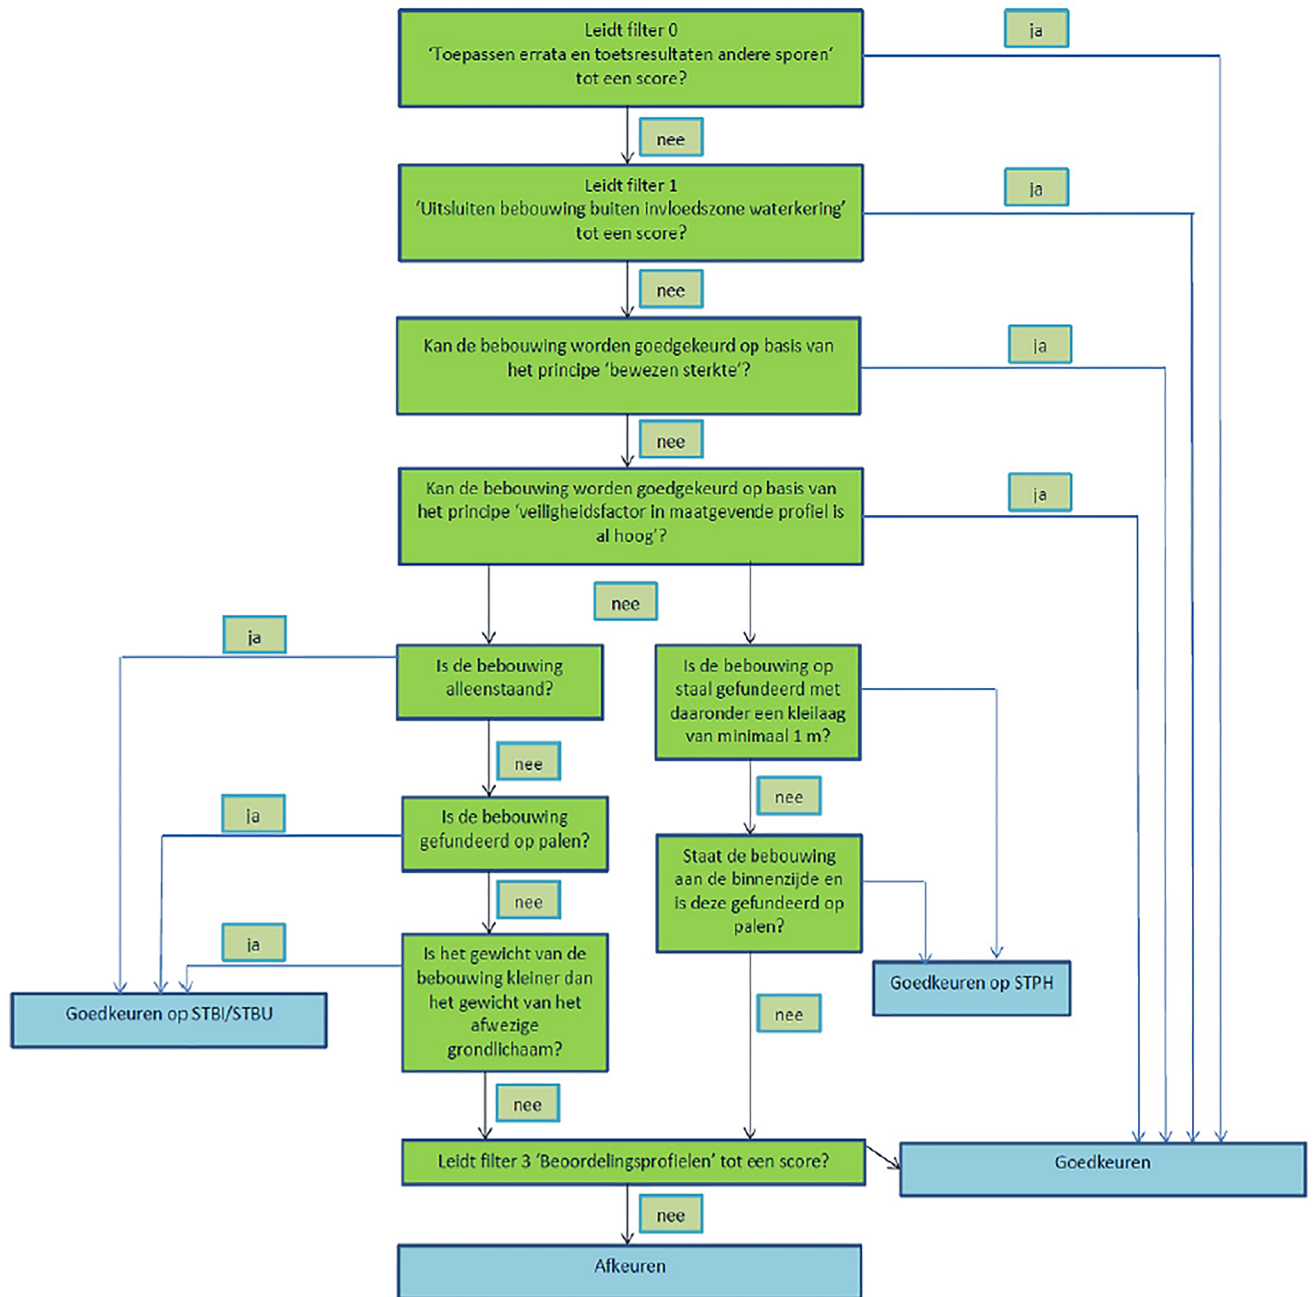 Leidt filter 0
‘Toepassen errata en toetsresultaten andere sporen’
tot een score?
ja
nee
Leidt filter 1
‘Uitsluiten bebouwing buiten invloedszone waterkering’
tot een score?
ja
nee
Kan de bebouwing worden goedgekeurd op basis van
het principe ‘bewezen sterkte’?
ja
nee
Kan de bebouwing worden goedgekeurd op basis van
het principe ‘veiligheidsfactor in maatgevende profiel is
al hoog’?
ja
nee
ja
Is de bebouwing
alleenstaand?
nee
ja
Is de bebouwing
gefundeerd op palen?
nee
ja
Is het gewicht van de
bebouwing kleiner dan
het gewicht van het
afwezige
grondlichaam?
nee
Goedkeuren op STBI/STBU
Is de bebouwing op
staal gefundeerd met
daaronder een kleilaag
van minimaal 1 m?
nee
Staat de bebouwing
aan de binnenzijde en
is deze gefundeerd op
palen?
nee
Goedkeuren op STPH
Leidt filter 3 ‘Beoordelingsprofielen’ tot een score?
Goedkeuren
nee
Afkeuren